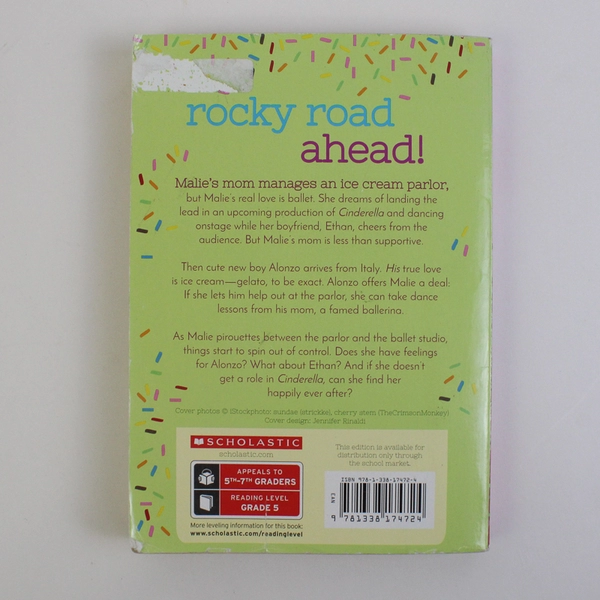 rocky road
ahead!
Malie's mom manages an ice cream parlor,
but Malie's real love is ballet. She dreams of landing the
lead in an upcoming production of Cinderella and dancing
onstage while her boyfriend, Ethan, cheers from the
audience. But Malie's mom is less than supportive.
Then cute new boy Alonzo arrives from Italy. His true love
is ice cream—gelato, to be exact. Alonzo offers Malie a deal:
If she lets him help out at the parlor, she can take dance
lessons from his mom, a famed ballerina.
As Malie pirouettes between the parlor and the ballet studio,
things start to spin out of control. Does she have feelings
for Alonzo? What about Ethan? And if she doesn't
get a role in Cinderella, can she find her
happily ever after?
Cover photos © iStockphoto: sundae (strickke); cherry stem (TheCrimsonMonkey)
Cover design: Jennifer Rinaldi
SCHOLASTIC
scholastic.com
APPEALS TO
5TH–7TH GRADERS
READING LEVEL
GRADE 5
More leveling information for this book:
www.scholastic.com/readinglevel
This edition is available for
distribution only through
the school market.
ISBN 978-1-338-17472-4
EAN
9 781338 174724